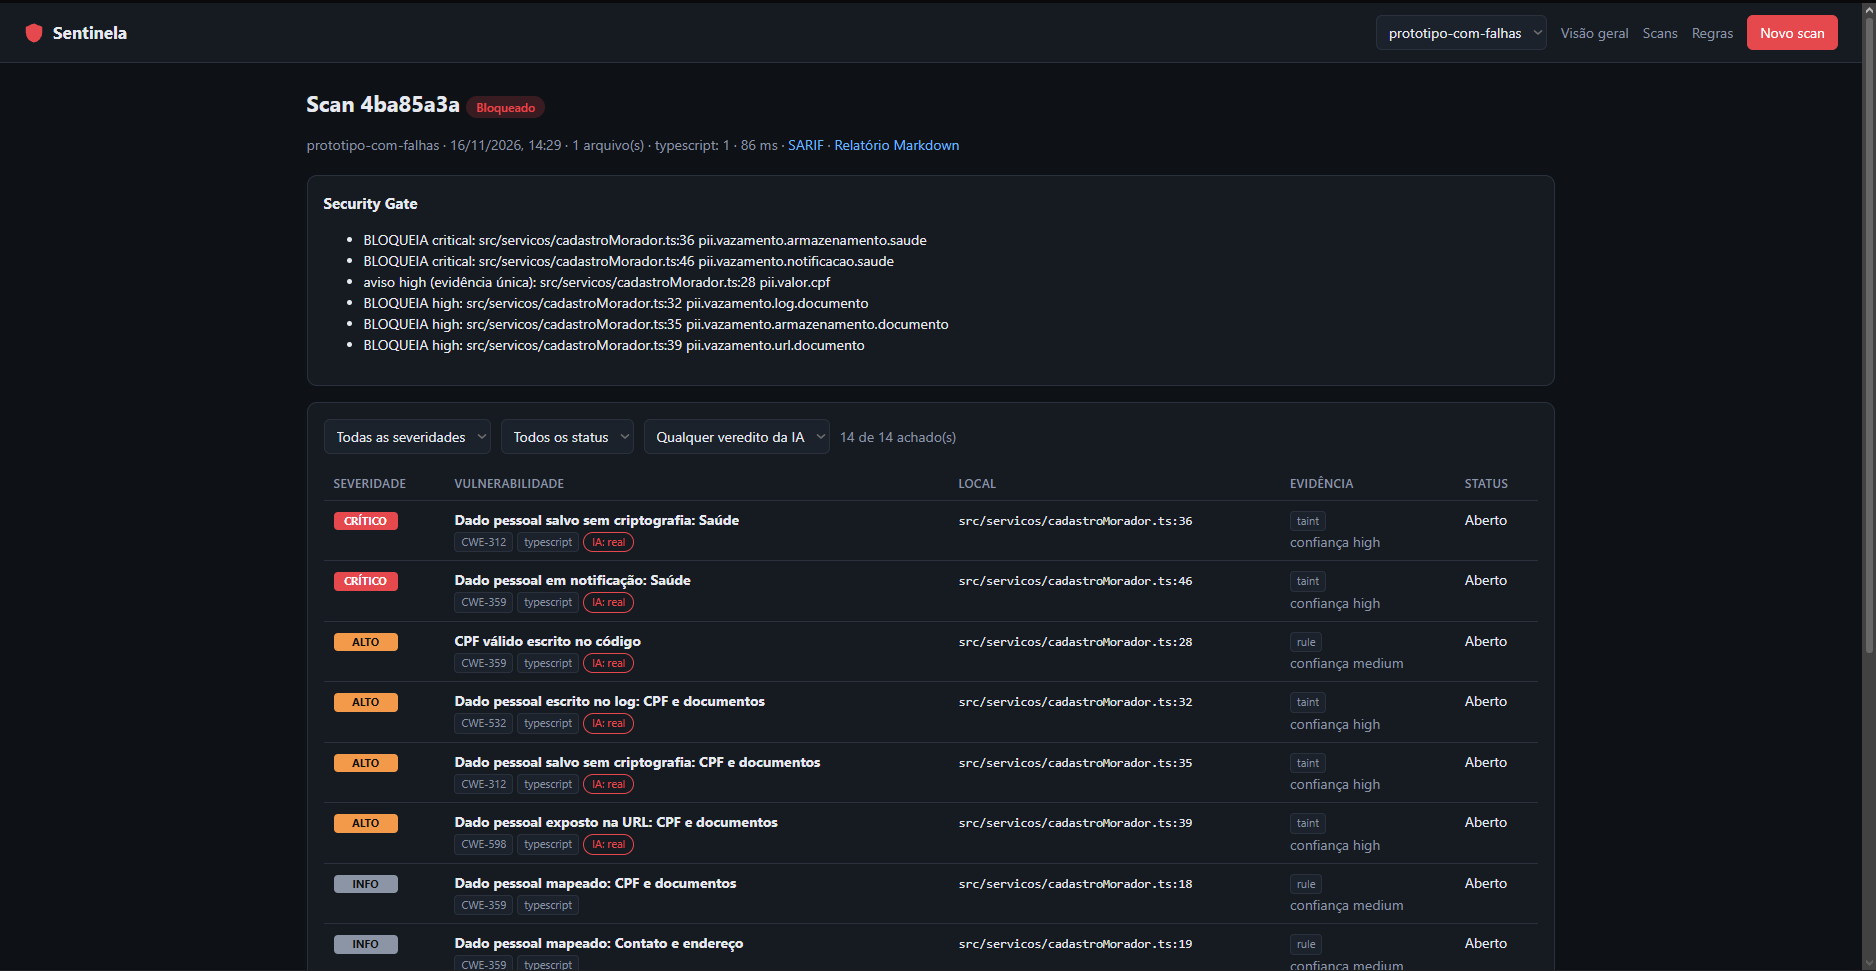 Sentinela
prototipo-com-falhas
Visão geral
Scans
Regras
Novo scan
Scan 4ba85a3a
Bloqueado
prototipo-com-falhas · 16/11/2026, 14:29 · 1 arquivo(s) · typescript: 1 · 86 ms · SARIF · Relatório Markdown
Security Gate
• BLOQUEIA critical: src/servicos/cadastroMorador.ts:36 pii.vazamento.armazenamento.saude
• BLOQUEIA critical: src/servicos/cadastroMorador.ts:46 pii.vazamento.notificacao.saude
• aviso high (evidência única): src/servicos/cadastroMorador.ts:28 pii.valor.cpf
• BLOQUEIA high: src/servicos/cadastroMorador.ts:32 pii.vazamento.log.documento
• BLOQUEIA high: src/servicos/cadastroMorador.ts:35 pii.vazamento.armazenamento.documento
• BLOQUEIA high: src/servicos/cadastroMorador.ts:39 pii.vazamento.url.documento
Todas as severidades
Todos os status
Qualquer veredito da IA
14 de 14 achado(s)
SEVERIDADE VULNERABILIDADE LOCAL EVIDÊNCIA STATUS
CRÍTICO Dado pessoal salvo sem criptografia: Saúde src/servicos/cadastroMorador.ts:36 taint Aberto
CWE-312 typescript IA: real confiança high
CRÍTICO Dado pessoal em notificação: Saúde src/servicos/cadastroMorador.ts:46 taint Aberto
CWE-359 typescript IA: real confiança high
ALTO CPF válido escrito no código src/servicos/cadastroMorador.ts:28 rule Aberto
CWE-359 typescript IA: real confiança medium
ALTO Dado pessoal escrito no log: CPF e documentos src/servicos/cadastroMorador.ts:32 taint Aberto
CWE-532 typescript IA: real confiança high
ALTO Dado pessoal salvo sem criptografia: CPF e documentos src/servicos/cadastroMorador.ts:35 taint Aberto
CWE-312 typescript IA: real confiança high
ALTO Dado pessoal exposto na URL: CPF e documentos src/servicos/cadastroMorador.ts:39 taint Aberto
CWE-598 typescript IA: real confiança high
INFO Dado pessoal mapeado: CPF e documentos src/servicos/cadastroMorador.ts:18 rule Aberto
CWE-359 typescript confiança medium
INFO Dado pessoal mapeado: Contato e endereço src/servicos/cadastroMorador.ts:19 rule Aberto
CWE-359 typescript confiança medium